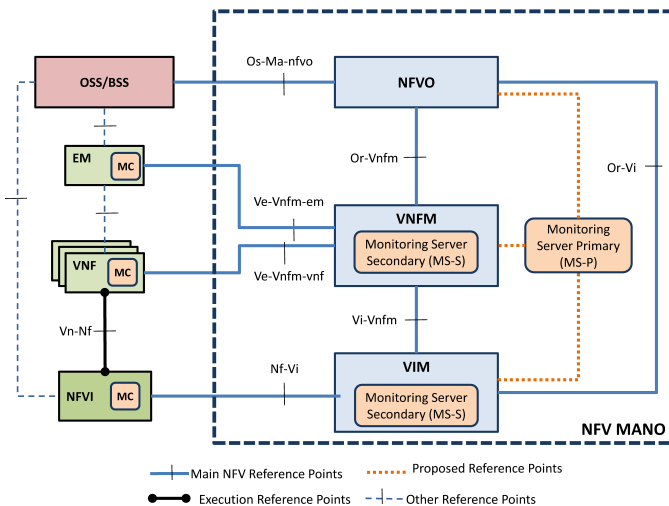 Os-Ma-nfvo
OSS/BSS
NFVO
EM
MC
Or-Vnfm
Or-Vi
Ve-Vnfm-em
VNFM
Monitoring Server
Secondary (MS-S)
Monitoring
Server Primary
(MS-P)
VNF
MC
Ve-Vnfm-vnf
Vn-Nf
Vi-Vnfm
VIM
Nf-Vi
NFVI
MC
Monitoring Server
Secondary (MS-S)
NFV MANO
Main NFV Reference Points
Proposed Reference Points
Execution Reference Points
Other Reference Points